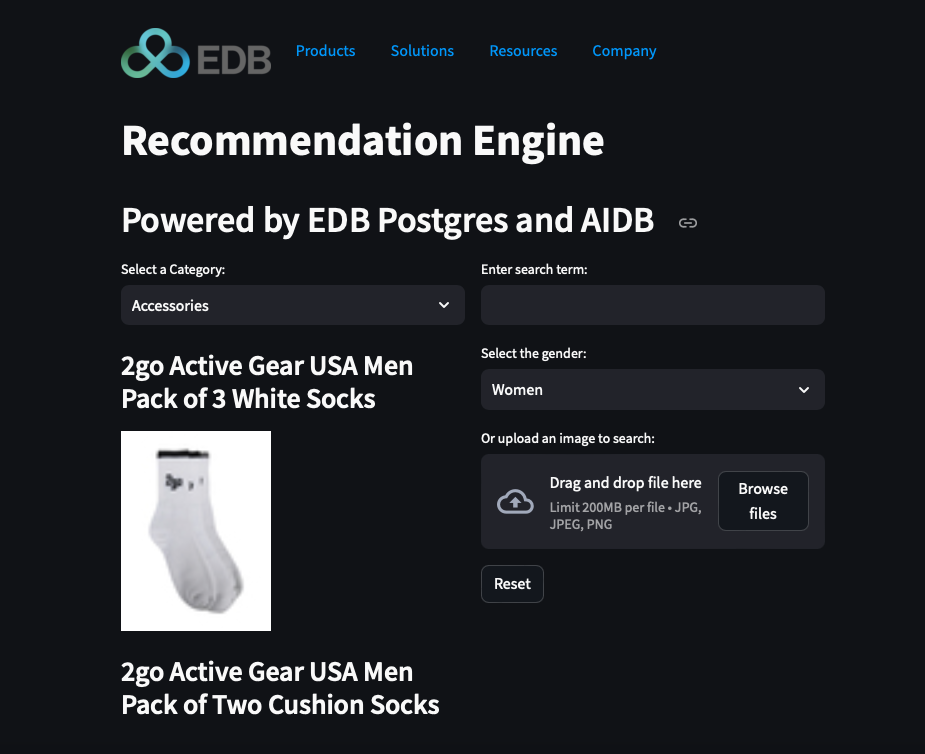 EDB
Products
Solutions
Resources
Company
Recommendation Engine
Powered by EDB Postgres and AIDB
Select a Category:
Accessories
2go Active Gear USA Men
Pack of 3 White Socks
2go
2go Active Gear USA Men
Pack of Two Cushion Socks
Enter search term:
Select the gender:
Women
Or upload an image to search:
Drag and drop file here
Limit 200MB per file • JPG,
JPEG, PNG
Browse
files
Reset